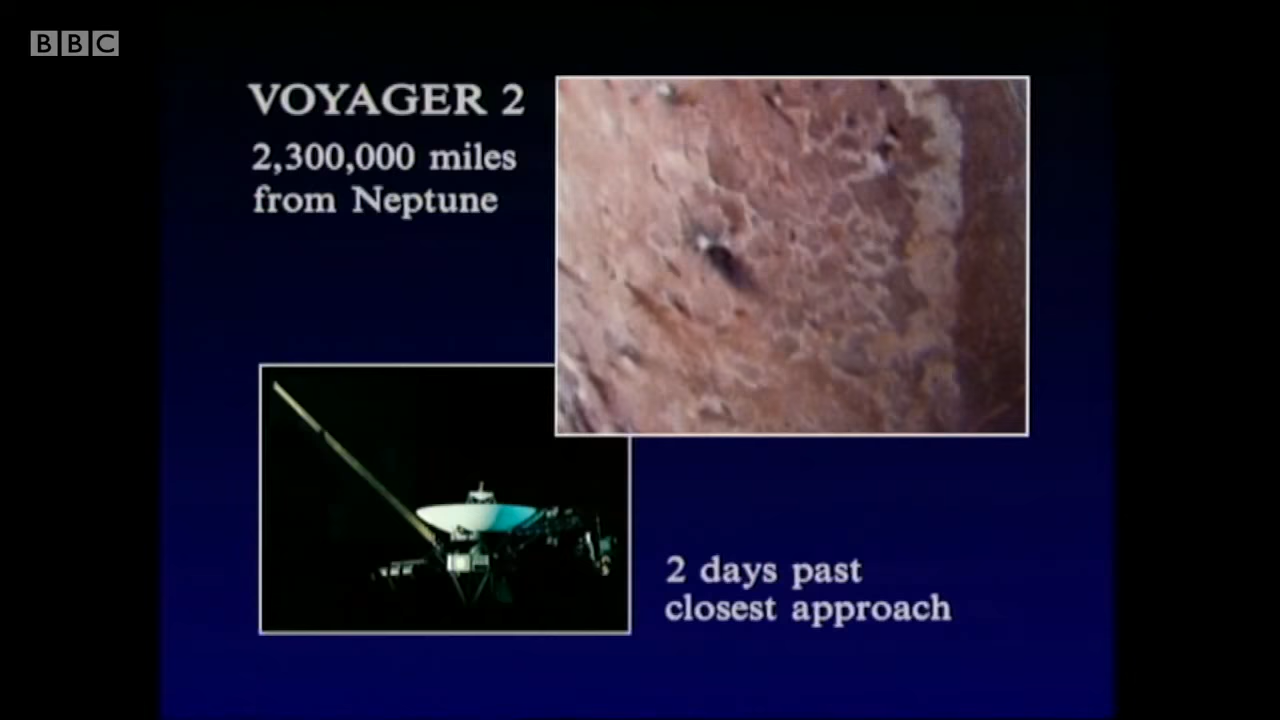 BBC
VOYAGER 2
2,300,000 miles
from Neptune
2 days past
closest approach